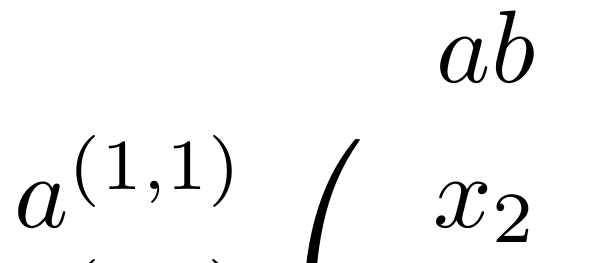 ab
a^{(1,1)} ( x_2